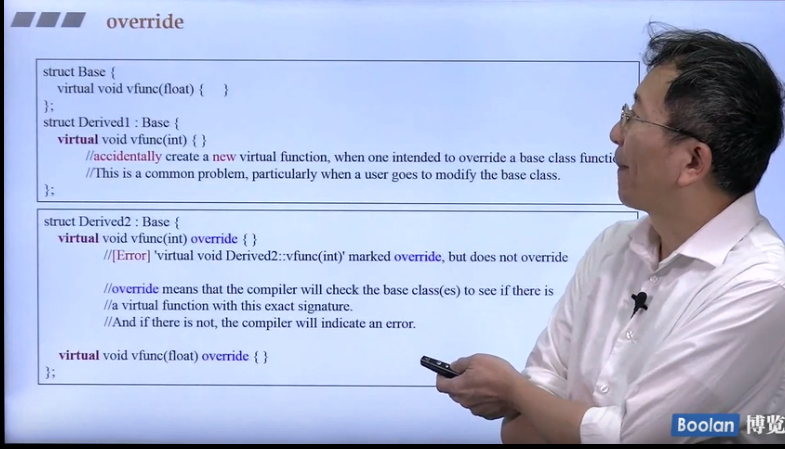 override
struct Base {
virtual void vfunc(float) { }
};
struct Derived1 : Base {
virtual void vfunc(int) { }
//accidentally create a new virtual function, when one intended to override a base class
//This is a common problem, particularly when a user goes to modify the base class.
};
struct Derived2 : Base {
virtual void vfunc(int) override { }
//[Error] 'virtual void Derived2::vfunc(int)' marked override, but does not override
//override means that the compiler will check the base class(es) to see if there is
//a virtual function with this exact signature.
//And if there is not, the compiler will indicate an error.
virtual void vfunc(float) override { }
};
Boolan 博览